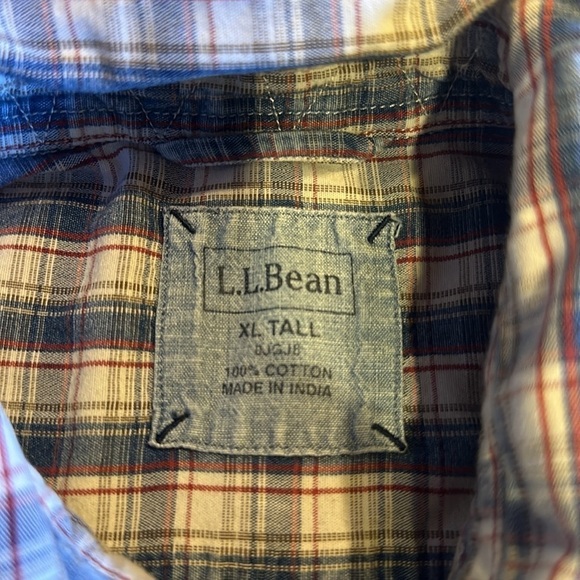 L.L.Bean
XL TALL
100% COTTON
MADE IN INDIA